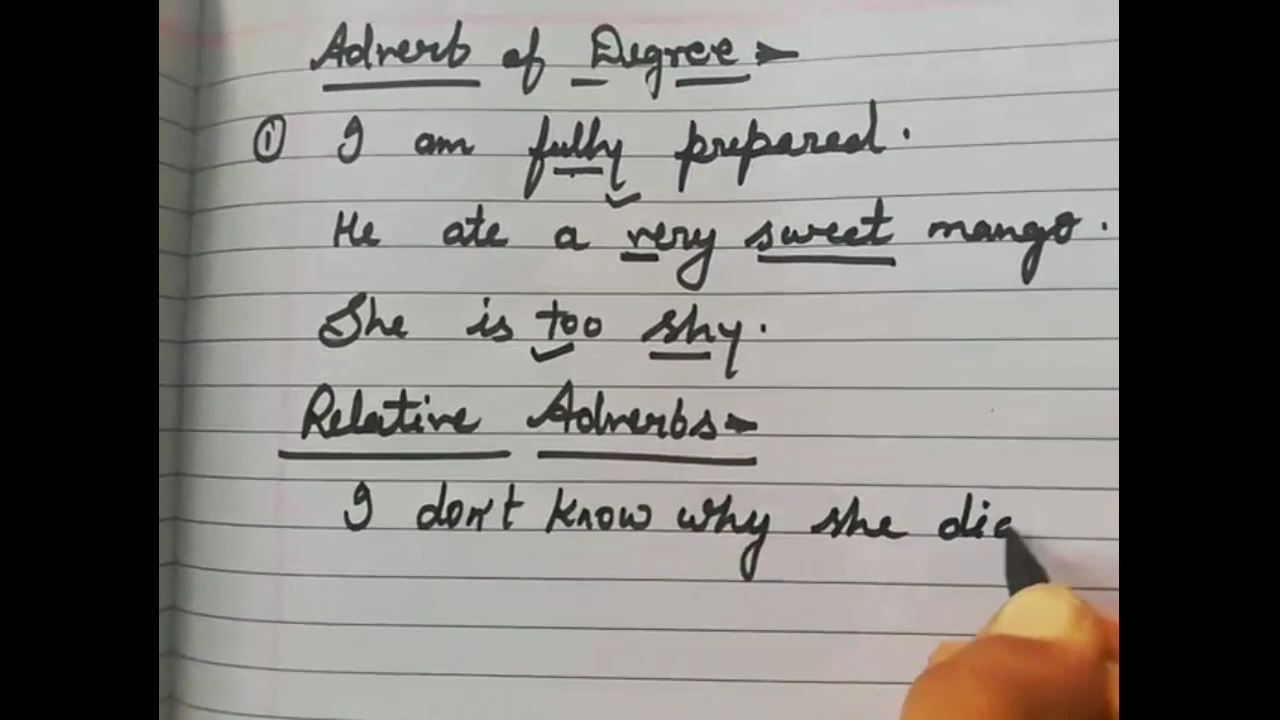 Adverb of Degree
① I am fully prepared.
He ate a very sweet mango.
She is too shy.
Relative Adverbs-
I don't know why she